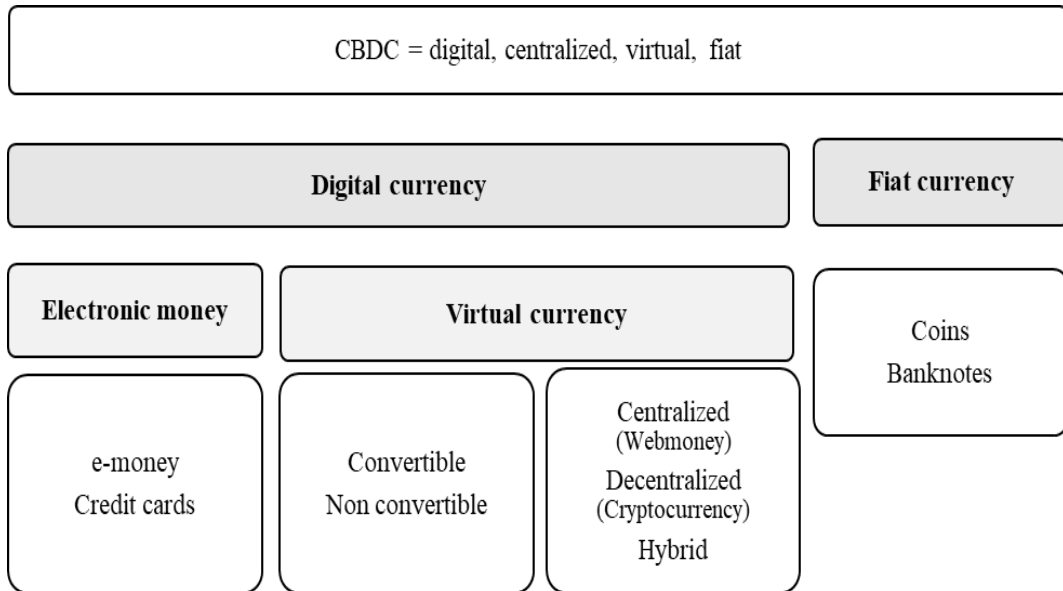 CBDC = digital, centralized, virtual, fiat
Digital currency
Fiat currency
Electronic money
Virtual currency
Coins
Banknotes
e-money
Credit cards
Convertible
Non convertible
Centralized
(Webmoney)
Decentralized
(Cryptocurrency)
Hybrid